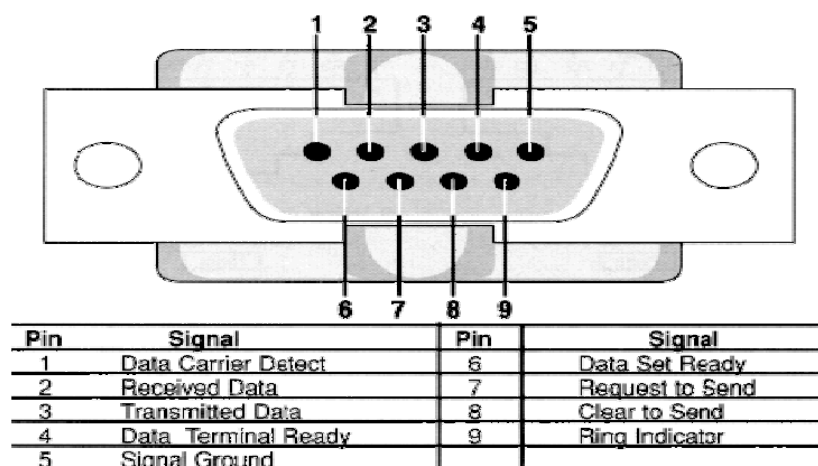 1 2 3 4 5
6 7 8 9
Pin Signal Pin Signal
1 Data Carrier Detect 6 Data Set Ready
2 Received Data 7 Request to Send
3 Transmitted Data 8 Clear to Send
4 Data Terminal Ready 9 Ring Indicator
5 Signal Ground